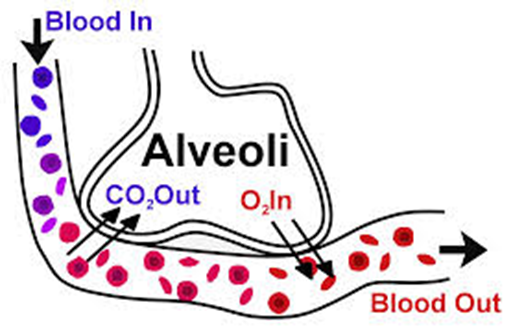 Blood In
Alveoli
CO₂Out
O₂In
Blood Out